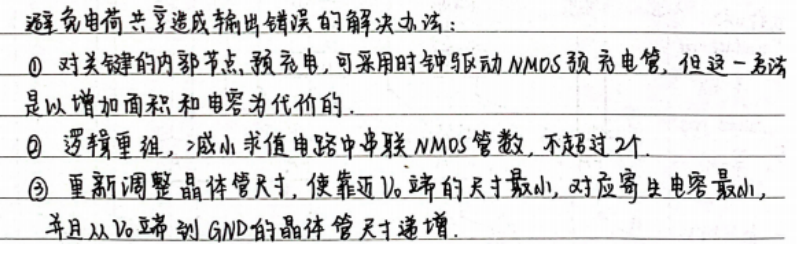 避免电荷共享造成输出错误的解决办法：
① 对关键的内部节点预充电，可采用时钟驱动NMOS预充电管，但这一方法
是以增加面积和电容为代价的．
② 逻辑重组，减小求值电路中串联NMOS管数，不超过2个．
③ 重新调整晶体管尺寸，使靠近V₀端的尺寸最小，对应寄生电容最小，
并且从V₀端到GND的晶体管尺寸递增．